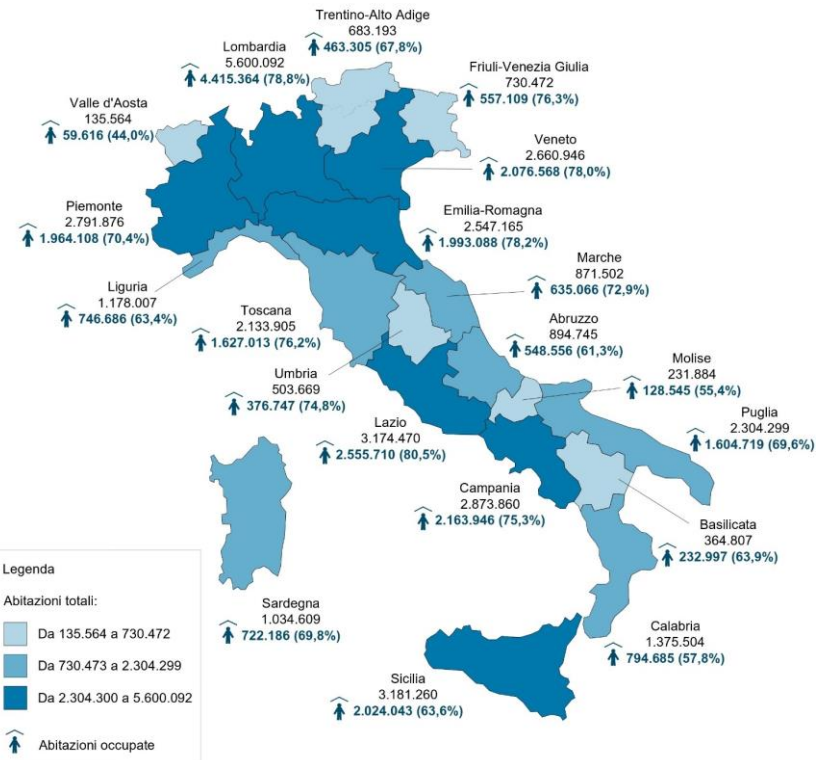 Trentino-Alto Adige
683.193
463.305 (67,8%)
Lombardia
5.600.092
4.415.364 (78,8%)
Friuli-Venezia Giulia
730.472
557.109 (76,3%)
Valle d'Aosta
135.564
59.616 (44,0%)
Veneto
2.660.946
2.076.568 (78,0%)
Piemonte
2.791.876
1.964.108 (70,4%)
Emilia-Romagna
2.547.165
1.993.088 (78,2%)
Marche
871.502
635.066 (72,9%)
Liguria
1.178.007
746.686 (63,4%)
Toscana
2.133.905
1.627.013 (76,2%)
Abruzzo
894.745
548.556 (61,3%)
Molise
231.884
128.545 (55,4%)
Umbria
503.669
376.747 (74,8%)
Puglia
2.304.299
1.604.719 (69,6%)
Lazio
3.174.470
2.555.710 (80,5%)
Campania
2.873.860
2.163.946 (75,3%)
Basilicata
364.807
232.997 (63,9%)
Sardegna
1.034.609
722.186 (69,8%)
Calabria
1.375.504
794.685 (57,8%)
Sicilia
3.181.260
2.024.043 (63,6%)
Legenda
Abitazioni totali:
Da 135.564 a 730.472
Da 730.473 a 2.304.299
Da 2.304.300 a 5.600.092
Abitazioni occupate